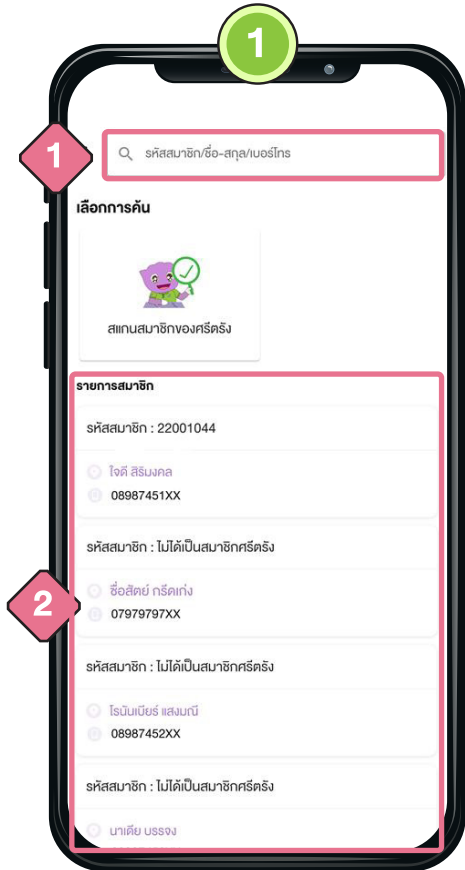 1
1
รหัสสมาชิก/ชื่อ-สกุล/เบอร์โทร
เลือกการค้น
สแกนสมาชิกของศรีตรัง
รายการสมาชิก
รหัสสมาชิก : 22001044
ใจดี สิริมงคล
08987451XX
รหัสสมาชิก : ไม่ได้เป็นสมาชิกศรีตรัง
2
ซื่อสัตย์ กรีดเก่ง
07979797XX
รหัสสมาชิก : ไม่ได้เป็นสมาชิกศรีตรัง
โรนันเบียร์ แสงมณี
08987452XX
รหัสสมาชิก : ไม่ได้เป็นสมาชิกศรีตรัง
นาเดีย บรรจง